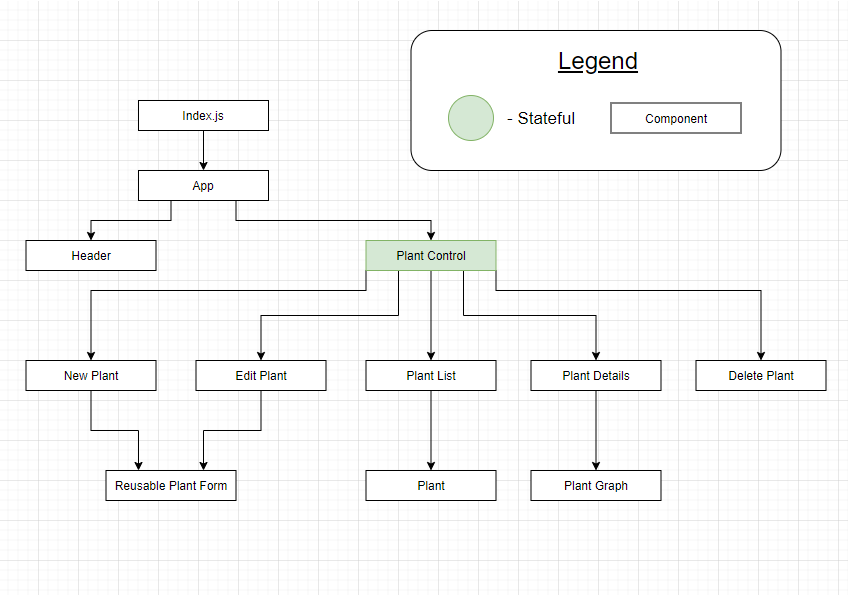 Legend
- Stateful
Component
Index.js
App
Header
Plant Control
New Plant
Edit Plant
Plant List
Plant Details
Delete Plant
Reusable Plant Form
Plant
Plant Graph